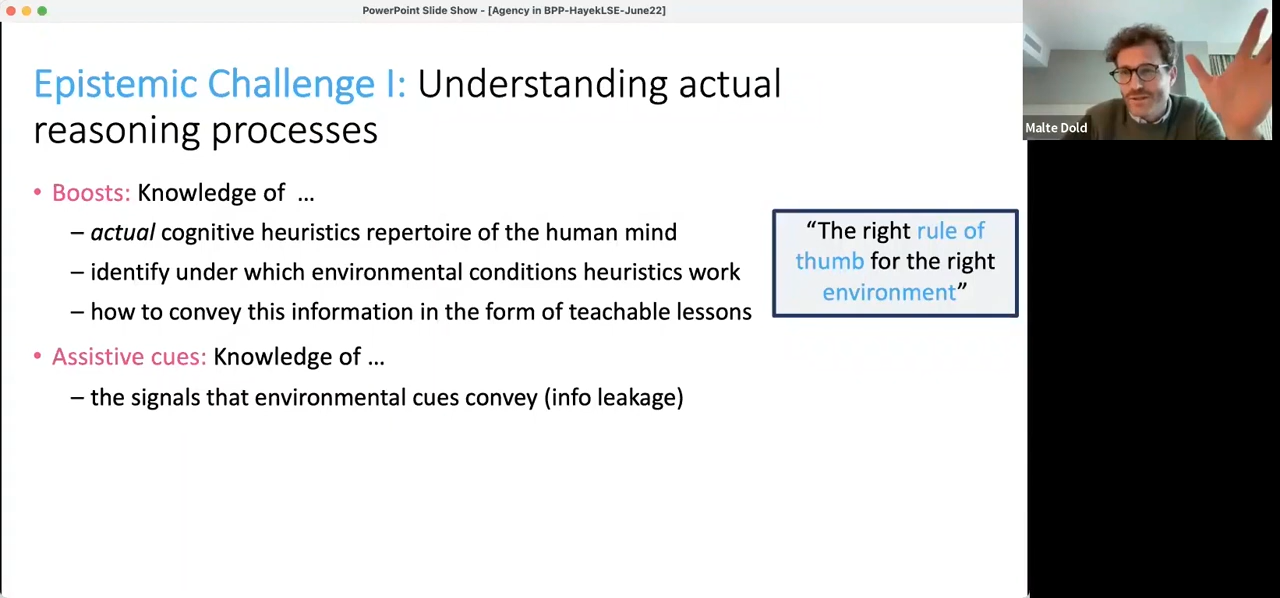 PowerPoint Slide Show - [Agency in BPP-HayekLSE-June22]
Epistemic Challenge I: Understanding actual
reasoning processes
• Boosts: Knowledge of ...
– actual cognitive heuristics repertoire of the human mind
– identify under which environmental conditions heuristics work
– how to convey this information in the form of teachable lessons
• Assistive cues: Knowledge of ...
– the signals that environmental cues convey (info leakage)
“The right rule of
thumb for the right
environment”
Malte Dold